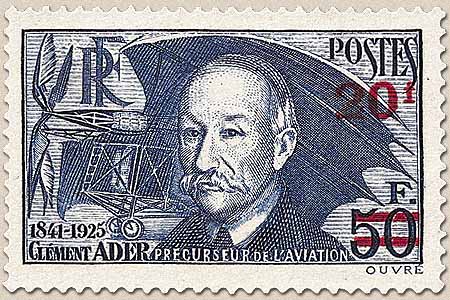 RF
POSTES
20f
F.
50
1841-1925
CLÉMENT ADER PRÉCURSEUR DE L'AVIATION
OUVRÉ